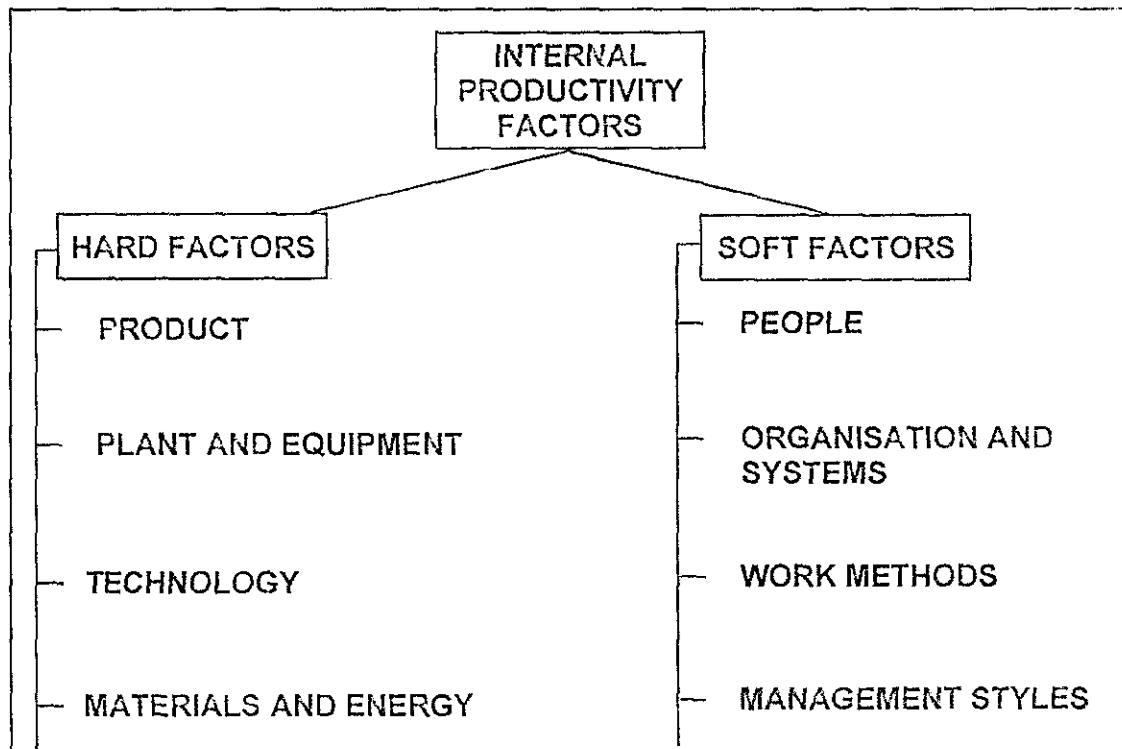 INTERNAL
PRODUCTIVITY
FACTORS
HARD FACTORS
PRODUCT
PLANT AND EQUIPMENT
TECHNOLOGY
MATERIALS AND ENERGY
SOFT FACTORS
PEOPLE
ORGANISATION AND
SYSTEMS
WORK METHODS
MANAGEMENT STYLES